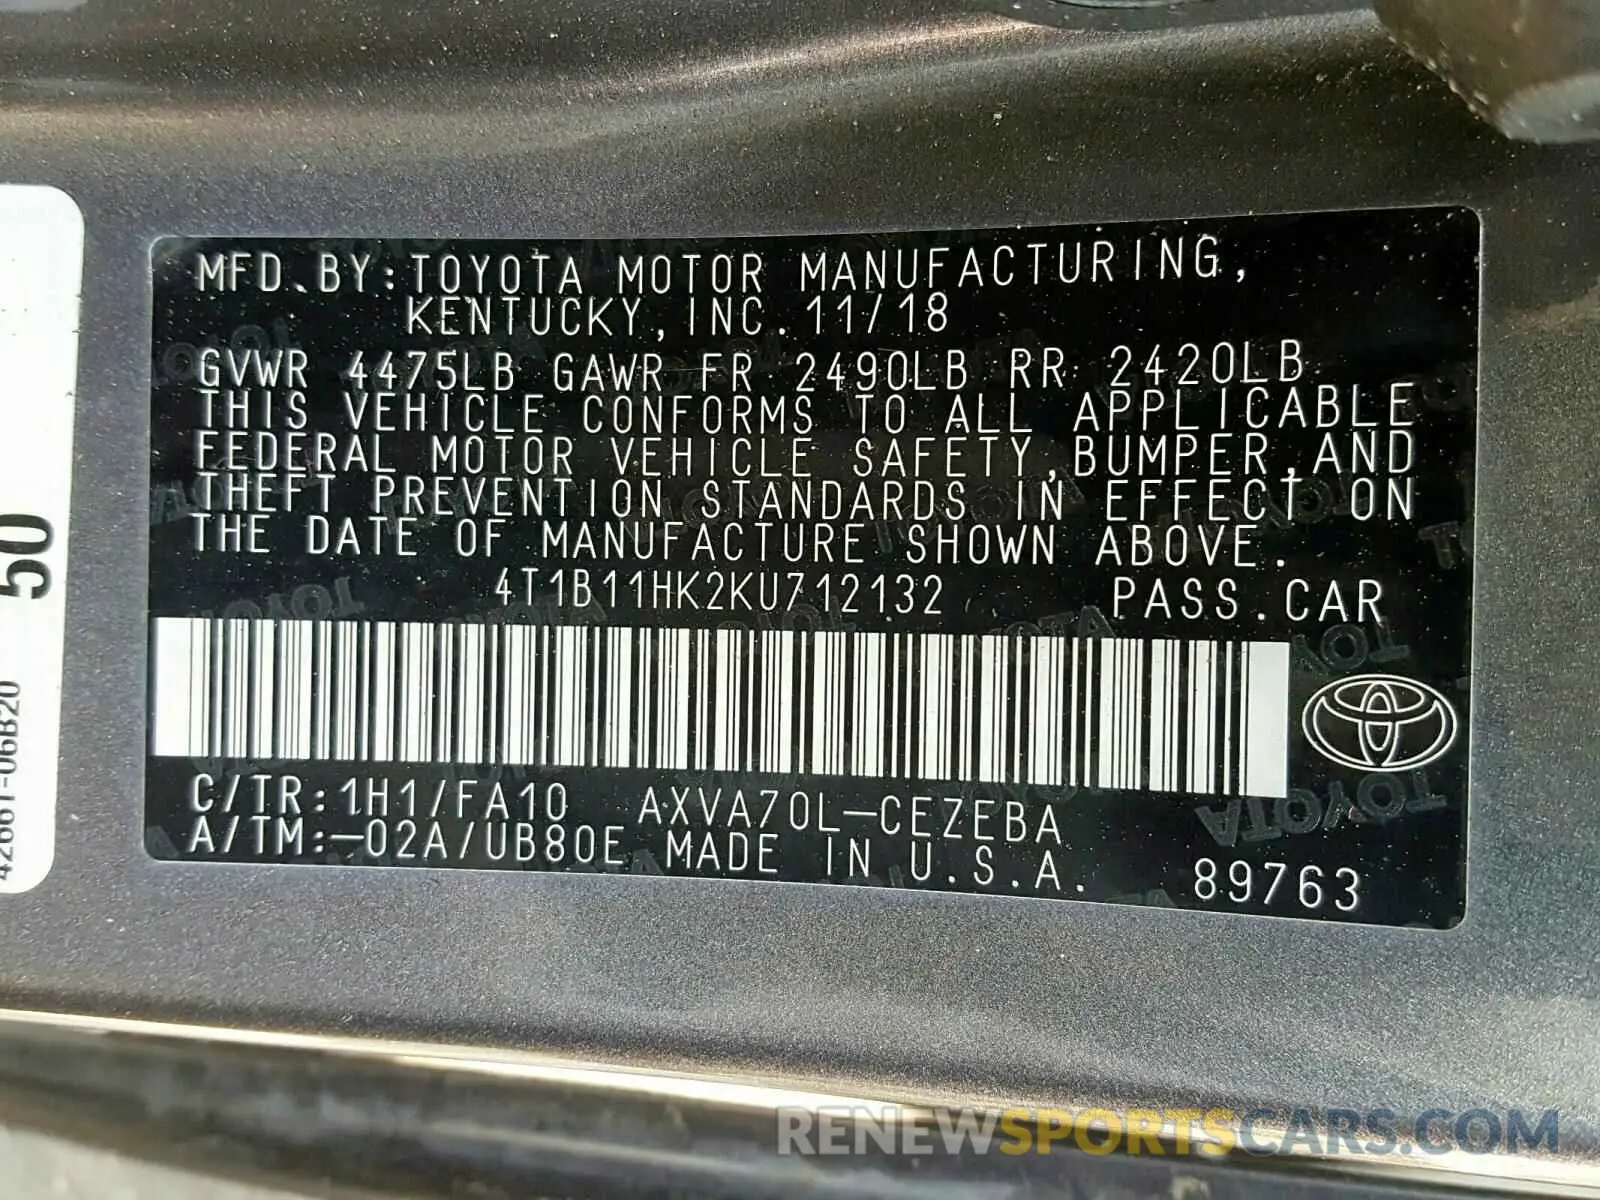 MFD. BY: TOYOTA MOTOR MANUFACTURING,
KENTUCKY, INC. 11/18
GVWR 4475LB GAWR FR 2490LB RR 2420LB
THIS VEHICLE CONFORMS TO ALL APPLICABLE
FEDERAL MOTOR VEHICLE SAFETY, BUMPER, AND
THEFT PREVENTION STANDARDS IN EFFECT ON
THE DATE OF MANUFACTURE SHOWN ABOVE.
4T1B11HK2KU712132 PASS. CAR
C/TR: 1H1/FA10 AXVA70L-CEZEBA
A/TM: -02A/UB80E MADE IN U.S.A. 89763
50
42661-06B20
RENEWSPORTSCARS.COM